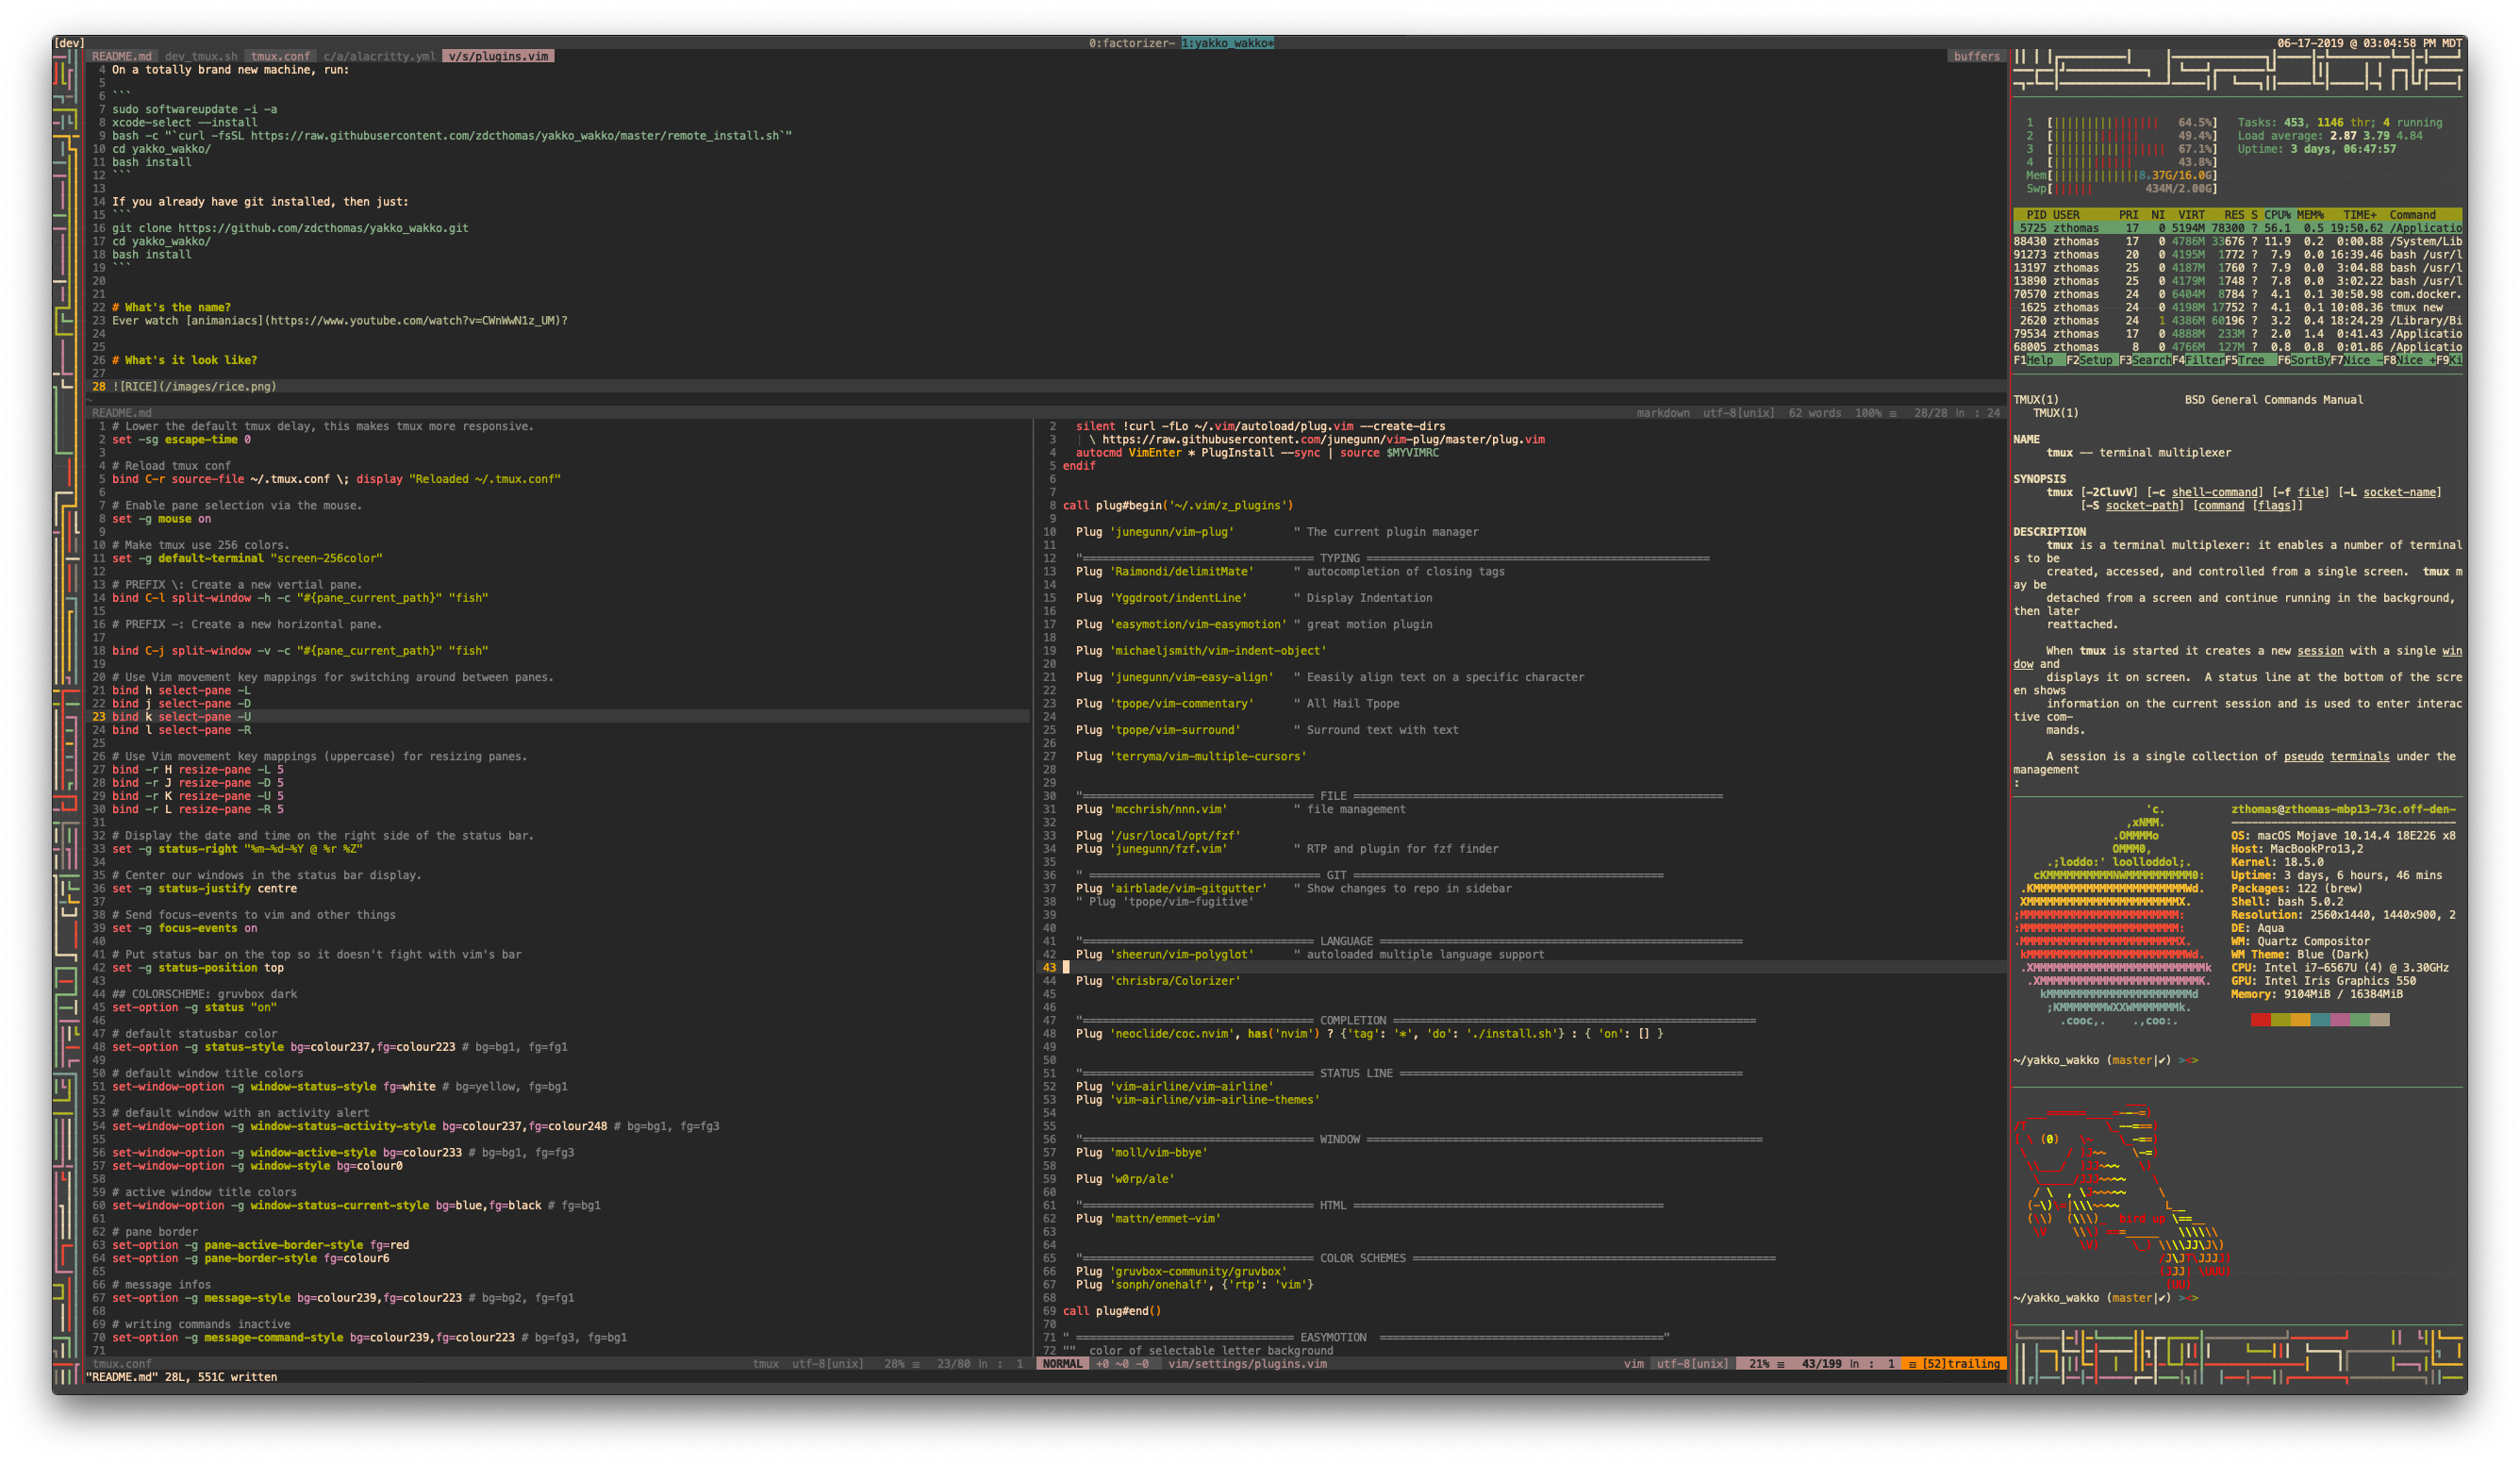 [dev] 0:factorizer- 1:yakko_wakko* 06-17-2019 @ 03:04:58 PM MDT
README.md dev_tmux.sh tmux.conf c/a/alacritty.yml v/s/plugins.vim buffers
4 On a totally brand new machine, run:
5
6 ```
7 sudo softwareupdate -i -a
8 xcode-select --install
9 bash -c "`curl -fsSL https://raw.githubusercontent.com/zdcthomas/yakko_wakko/master/remote_install.sh`"
10 cd yakko_wakko/
11 bash install
12 ```
13
14 If you already have git installed, then just:
15 ```
16 git clone https://github.com/zdcthomas/yakko_wakko.git
17 cd yakko_wakko/
18 bash install
19 ```
20
21
22 # What's the name?
23 Ever watch [animaniacs](https://www.youtube.com/watch?v=CWnWwN1z_UM)?
24
25
26 # What's it look like?
27
28 ![RICE](/images/rice.png)
~
README.md markdown utf-8[unix] 62 words 100% ≡ 28/28 ln : 24
1 # Lower the default tmux delay, this makes tmux more responsive.
2 set -sg escape-time 0
3
4 # Reload tmux conf
5 bind C-r source-file ~/.tmux.conf \; display "Reloaded ~/.tmux.conf"
6
7 # Enable pane selection via the mouse.
8 set -g mouse on
9
10 # Make tmux use 256 colors.
11 set -g default-terminal "screen-256color"
12
13 # PREFIX \: Create a new vertial pane.
14 bind C-l split-window -h -c "#{pane_current_path}" "fish"
15
16 # PREFIX -: Create a new horizontal pane.
17
18 bind C-j split-window -v -c "#{pane_current_path}" "fish"
19
20 # Use Vim movement key mappings for switching around between panes.
21 bind h select-pane -L
22 bind j select-pane -D
23 bind k select-pane -U
24 bind l select-pane -R
25
26 # Use Vim movement key mappings (uppercase) for resizing panes.
27 bind -r H resize-pane -L 5
28 bind -r J resize-pane -D 5
29 bind -r K resize-pane -U 5
30 bind -r L resize-pane -R 5
31
32 # Display the date and time on the right side of the status bar.
33 set -g status-right "%m-%d-%Y @ %r %Z"
34
35 # Center our windows in the status bar display.
36 set -g status-justify centre
37
38 # Send focus-events to vim and other things
39 set -g focus-events on
40
41 # Put status bar on the top so it doesn't fight with vim's bar
42 set -g status-position top
43
44 ## COLORSCHEME: gruvbox dark
45 set-option -g status "on"
46
47 # default statusbar color
48 set-option -g status-style bg=colour237,fg=colour223 # bg=bg1, fg=fg1
49
50 # default window title colors
51 set-window-option -g window-status-style fg=white # bg=yellow, fg=bg1
52
53 # default window with an activity alert
54 set-window-option -g window-status-activity-style bg=colour237,fg=colour248 # bg=bg1, fg=fg3
55
56 set-window-option -g window-active-style bg=colour233 # bg=bg1, fg=fg3
57 set-window-option -g window-style bg=colour0
58
59 # active window title colors
60 set-window-option -g window-status-current-style bg=blue,fg=black # fg=bg1
61
62 # pane border
63 set-option -g pane-active-border-style fg=red
64 set-option -g pane-border-style fg=colour6
65
66 # message infos
67 set-option -g message-style bg=colour239,fg=colour223 # bg=bg2, fg=fg1
68
69 # writing commands inactive
70 set-option -g message-command-style bg=colour239,fg=colour223 # bg=fg3, fg=bg1
71
tmux.conf tmux utf-8[unix] 28% ≡ 23/80 ln : 1
"README.md" 28L, 551C written
2 silent !curl -fLo ~/.vim/autoload/plug.vim --create-dirs
3 ¦ \ https://raw.githubusercontent.com/junegunn/vim-plug/master/plug.vim
4 autocmd VimEnter * PlugInstall --sync | source $MYVIMRC
5 endif
6
7
8 call plug#begin('~/.vim/z_plugins')
9
10 Plug 'junegunn/vim-plug' " The current plugin manager
11
12 "=================================== TYPING ====================================================
13 Plug 'Raimondi/delimitMate' " autocompletion of closing tags
14
15 Plug 'Yggdroot/indentLine' " Display Indentation
16
17 Plug 'easymotion/vim-easymotion' " great motion plugin
18
19 Plug 'michaeljsmith/vim-indent-object'
20
21 Plug 'junegunn/vim-easy-align' " Eeasily align text on a specific character
22
23 Plug 'tpope/vim-commentary' " All Hail Tpope
24
25 Plug 'tpope/vim-surround' " Surround text with text
26
27 Plug 'terryma/vim-multiple-cursors'
28
29
30 "=================================== FILE ========================================================
31 Plug 'mcchrish/nnn.vim' " file management
32
33 Plug '/usr/local/opt/fzf'
34 Plug 'junegunn/fzf.vim' " RTP and plugin for fzf finder
35
36 " =================================== GIT ===============================================
37 Plug 'airblade/vim-gitgutter' " Show changes to repo in sidebar
38 " Plug 'tpope/vim-fugitive'
39
40
41 "=================================== LANGUAGE =======================================================
42 Plug 'sheerun/vim-polyglot' " autoloaded multiple language support
43
44 Plug 'chrisbra/Colorizer'
45
46
47 "=================================== COMPLETION =======================================================
48 Plug 'neoclide/coc.nvim', has('nvim') ? {'tag': '*', 'do': './install.sh'} : { 'on': [] }
49
50
51 "=================================== STATUS LINE ====================================================
52 Plug 'vim-airline/vim-airline'
53 Plug 'vim-airline/vim-airline-themes'
54
55
56 "=================================== WINDOW ============================================================
57 Plug 'moll/vim-bbye'
58
59 Plug 'w0rp/ale'
60
61 "=================================== HTML ===============================================
62 Plug 'mattn/emmet-vim'
63
64
65 "=================================== COLOR SCHEMES =======================================================
66 Plug 'gruvbox-community/gruvbox'
67 Plug 'sonph/onehalf', {'rtp': 'vim'}
68
69 call plug#end()
70
71 " ================================= EASYMOTION ==========================================="
72 "" color of selectable letter background
NORMAL +0 ~0 -0 vim/settings/plugins.vim vim utf-8[unix] 21% ≡ 43/199 ln : 1 ≡ [52]trailing
1 [||||||||||||||||| 64.5%] Tasks: 453, 1146 thr; 4 running
2 [||||||||||||| 49.4%] Load average: 2.87 3.79 4.84
3 [||||||||||||||||| 67.1%] Uptime: 3 days, 06:47:57
4 [|||||||||||| 43.8%]
Mem[|||||||||||||8.37G/16.0G]
Swp[|||||| 434M/2.00G]
PID USER PRI NI VIRT RES S CPU% MEM% TIME+ Command
5725 zthomas 17 0 5194M 78300 ? 56.1 0.5 19:50.62 /Applicatio
88430 zthomas 17 0 4786M 33676 ? 11.9 0.2 0:00.88 /System/Lib
91273 zthomas 20 0 4195M 1772 ? 7.9 0.0 16:39.46 bash /usr/l
13197 zthomas 25 0 4187M 1760 ? 7.9 0.0 3:04.88 bash /usr/l
13890 zthomas 25 0 4179M 1748 ? 7.8 0.0 3:02.22 bash /usr/l
70570 zthomas 24 0 6404M 8784 ? 4.1 0.1 30:50.98 com.docker.
1625 zthomas 24 0 4198M 17752 ? 4.1 0.1 10:08.36 tmux new
2620 zthomas 24 1 4386M 60196 ? 3.2 0.4 18:24.29 /Library/Bi
79534 zthomas 17 0 4888M 233M ? 2.0 1.4 0:41.43 /Applicatio
68005 zthomas 8 0 4766M 127M ? 0.8 0.8 0:01.86 /Applicatio
F1Help F2Setup F3SearchF4FilterF5Tree F6SortByF7Nice -F8Nice +F9Ki
TMUX(1) BSD General Commands Manual
TMUX(1)
NAME
tmux -- terminal multiplexer
SYNOPSIS
tmux [-2CluvV] [-c shell-command] [-f file] [-L socket-name]
[-S socket-path] [command [flags]]
DESCRIPTION
tmux is a terminal multiplexer: it enables a number of terminal
s to be
created, accessed, and controlled from a single screen. tmux m
ay be
detached from a screen and continue running in the background,
then later
reattached.
When tmux is started it creates a new session with a single win
dow and
displays it on screen. A status line at the bottom of the scre
en shows
information on the current session and is used to enter interac
tive com-
mands.
A session is a single collection of pseudo terminals under the
management
:
zthomas@zthomas-mbp13-73c.off-den-
----------------------------------
OS: macOS Mojave 10.14.4 18E226 x8
Host: MacBookPro13,2
Kernel: 18.5.0
Uptime: 3 days, 6 hours, 46 mins
Packages: 122 (brew)
Shell: bash 5.0.2
Resolution: 2560x1440, 1440x900, 2
DE: Aqua
WM: Quartz Compositor
WM Theme: Blue (Dark)
CPU: Intel i7-6567U (4) @ 3.30GHz
GPU: Intel Iris Graphics 550
Memory: 9104MiB / 16384MiB
~/yakko_wakko (master|✔) ><>
bird up
~/yakko_wakko (master|✔) ><>